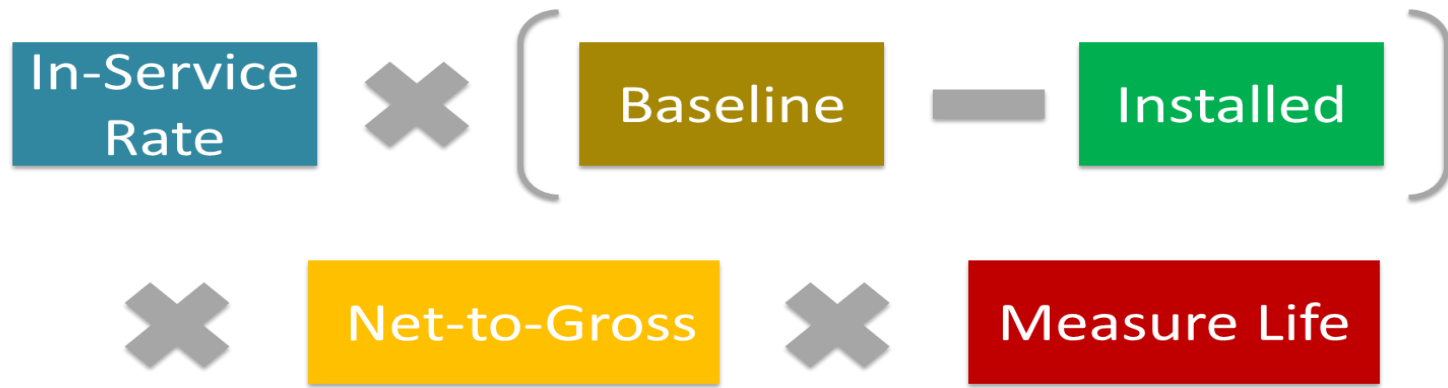 In-Service
Rate
Baseline
Installed
Net-to-Gross
Measure Life